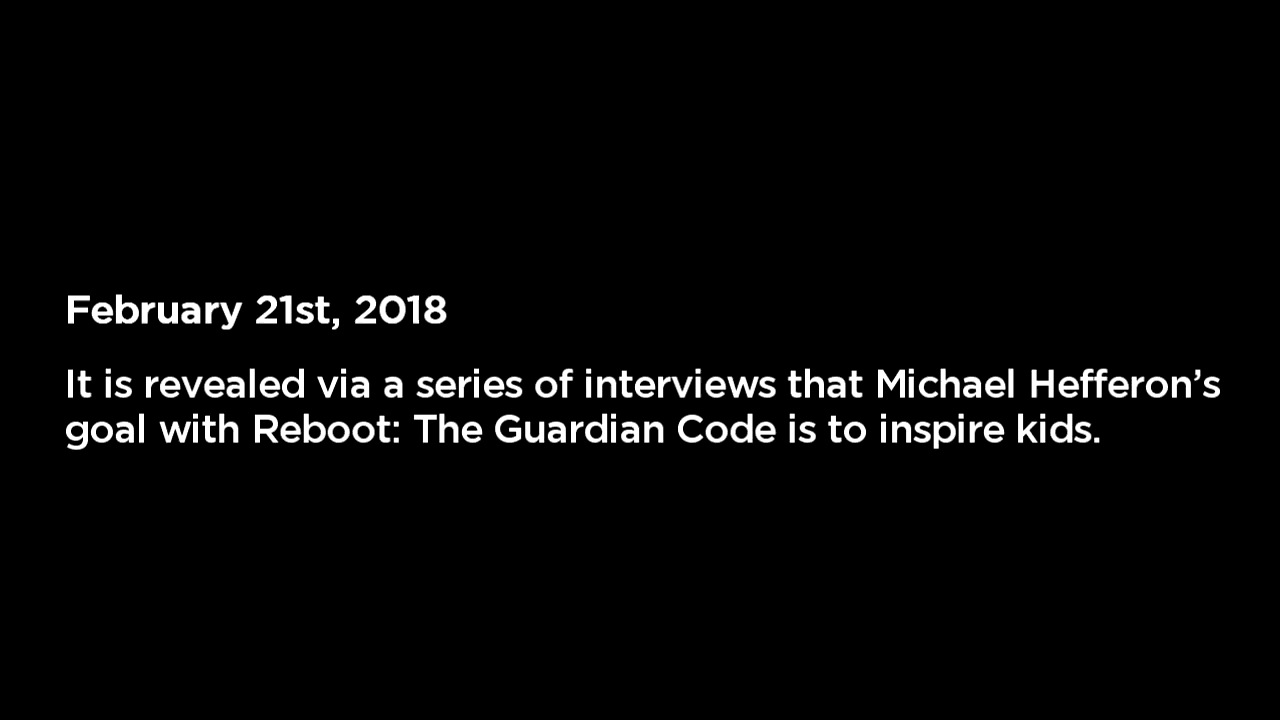 February 21st, 2018
It is revealed via a series of interviews that Michael Hefferon’s
goal with Reboot: The Guardian Code is to inspire kids.